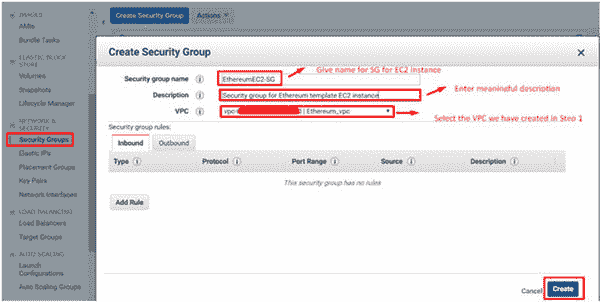 IMAGES
AMIs
Bundle Tasks
ELASTIC BLOCK
STORE
Volumes
Snapshots
Lifecycle Manager
NETWORK &
SECURITY
Security Groups
Elastic IPs
Placement Groups
Key Pairs
Network Interfaces
LOAD BALANCING
Load Balancers
Target Groups
AUTO SCALING
Launch
Configurations
Auto Scaling Groups
Create Security Group
Actions
Create Security Group
Security group name
EthereumEC2-SG
Give name for SG for EC2 instance
Description
Security group for Ethereum template EC2 instance
Enter meaningful description
VPC
vpc-
| Ethereum_vpc
Select the VPC we have created in Step 1
Security group rules:
Inbound
Outbound
Type
Protocol
Port Range
Source
Description
This security group has no rules
Add Rule
Cancel
Create